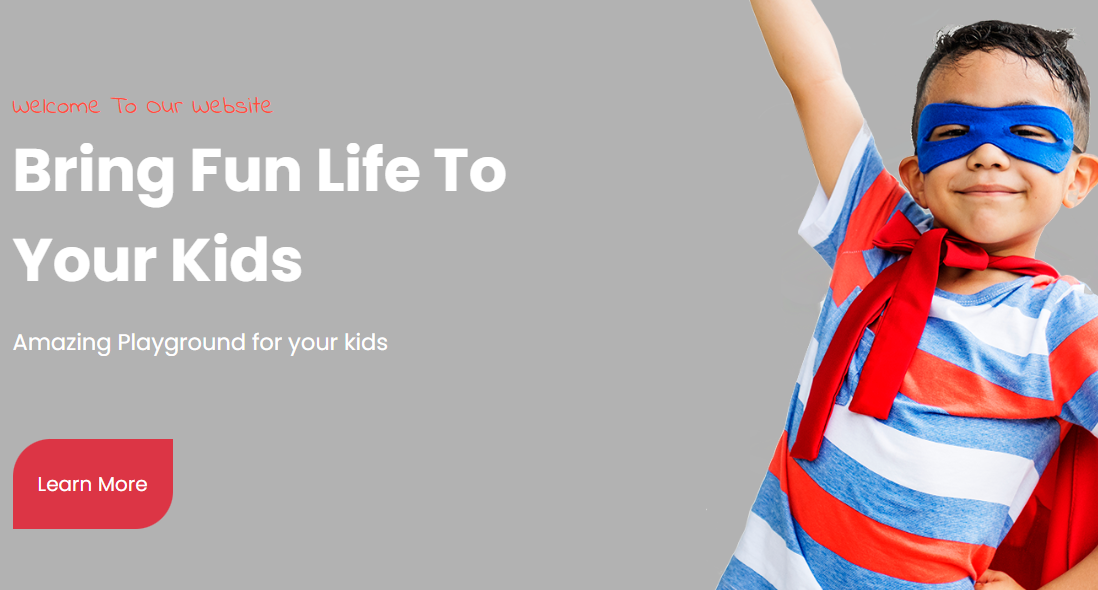 Welcome To Our Website
Bring Fun Life To
Your Kids
Amazing Playground for your kids
Learn More